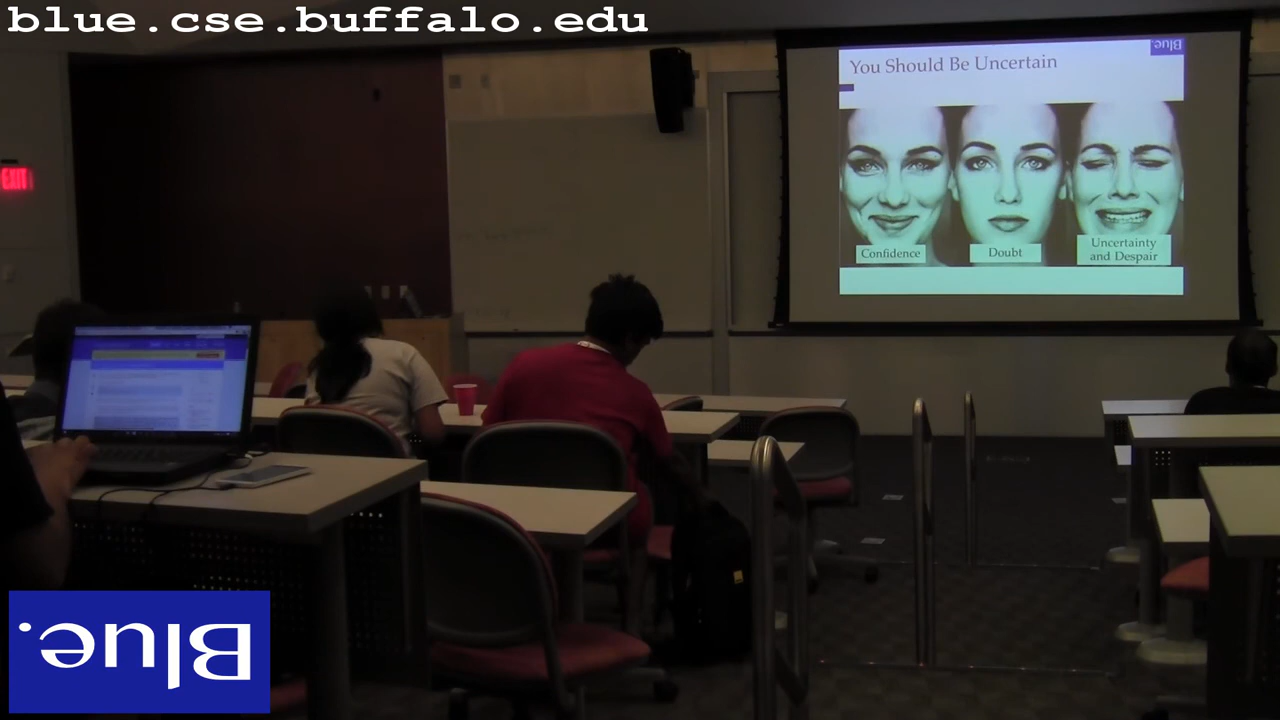 blue.cse.buffalo.edu
Blue.
You Should Be Uncertain
EXIT
Confidence
Doubt
Uncertainty
and Despair
Blue.